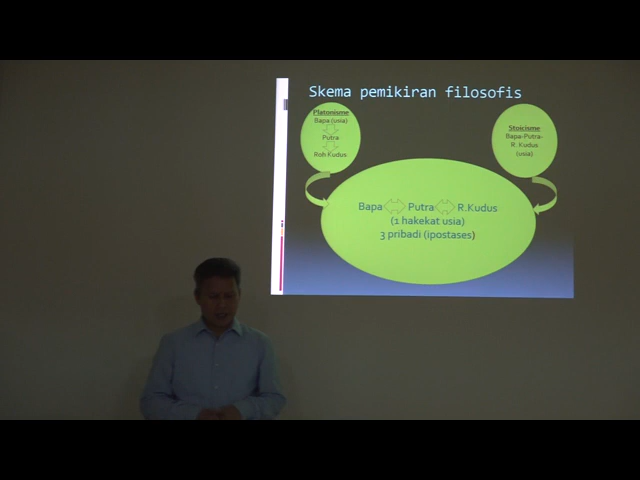 Skema pemikiran filosofis
Platonisme
Bapa (usia)
Putra
Roh Kudus
Stoicisme
Bapa-Putra-
R. Kudus
(usia)
Bapa Putra R.Kudus
(1 hakekat usia)
3 pribadi (ipostases)